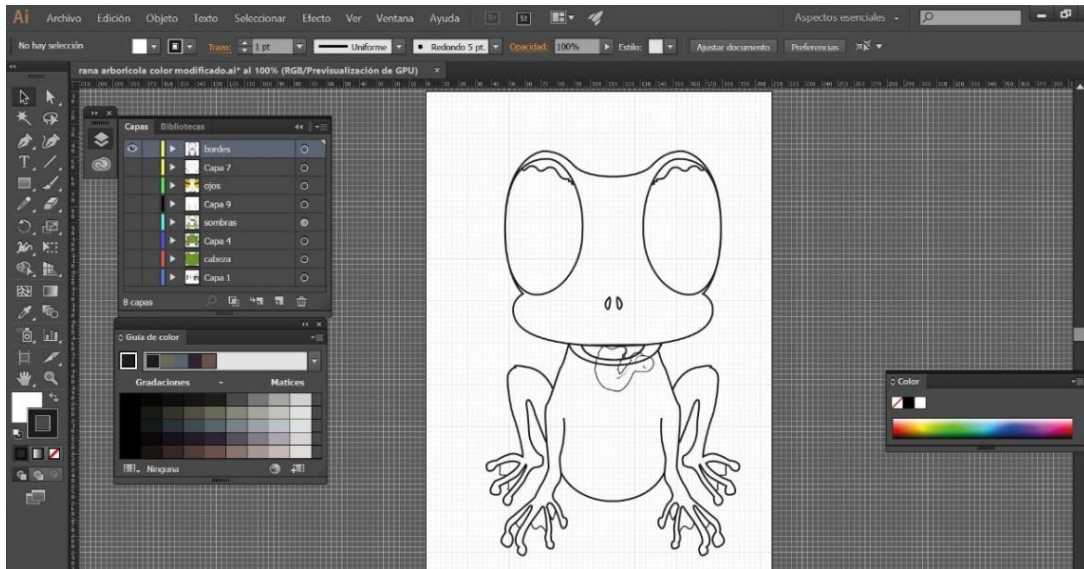 Ai Archivo Edición Objeto Texto Seleccionar Efecto Ver Ventana Ayuda Br St Aspectos esenciales
No hay selección Trazo: 1 pt Uniforme Redondo 5 pt. Opacidad: 100% Estilo: Ajustar documento Preferencias
rana arboricola color modificado.ai* al 100% (RGB/Previsualización de GPU) ×
Capas Bibliotecas
bordes
Capa 7
ojos
Capa 9
sombras
Capa 4
cabeza
Capa 1
8 capas
Guía de color
Gradaciones - Matices
Ninguna
Color